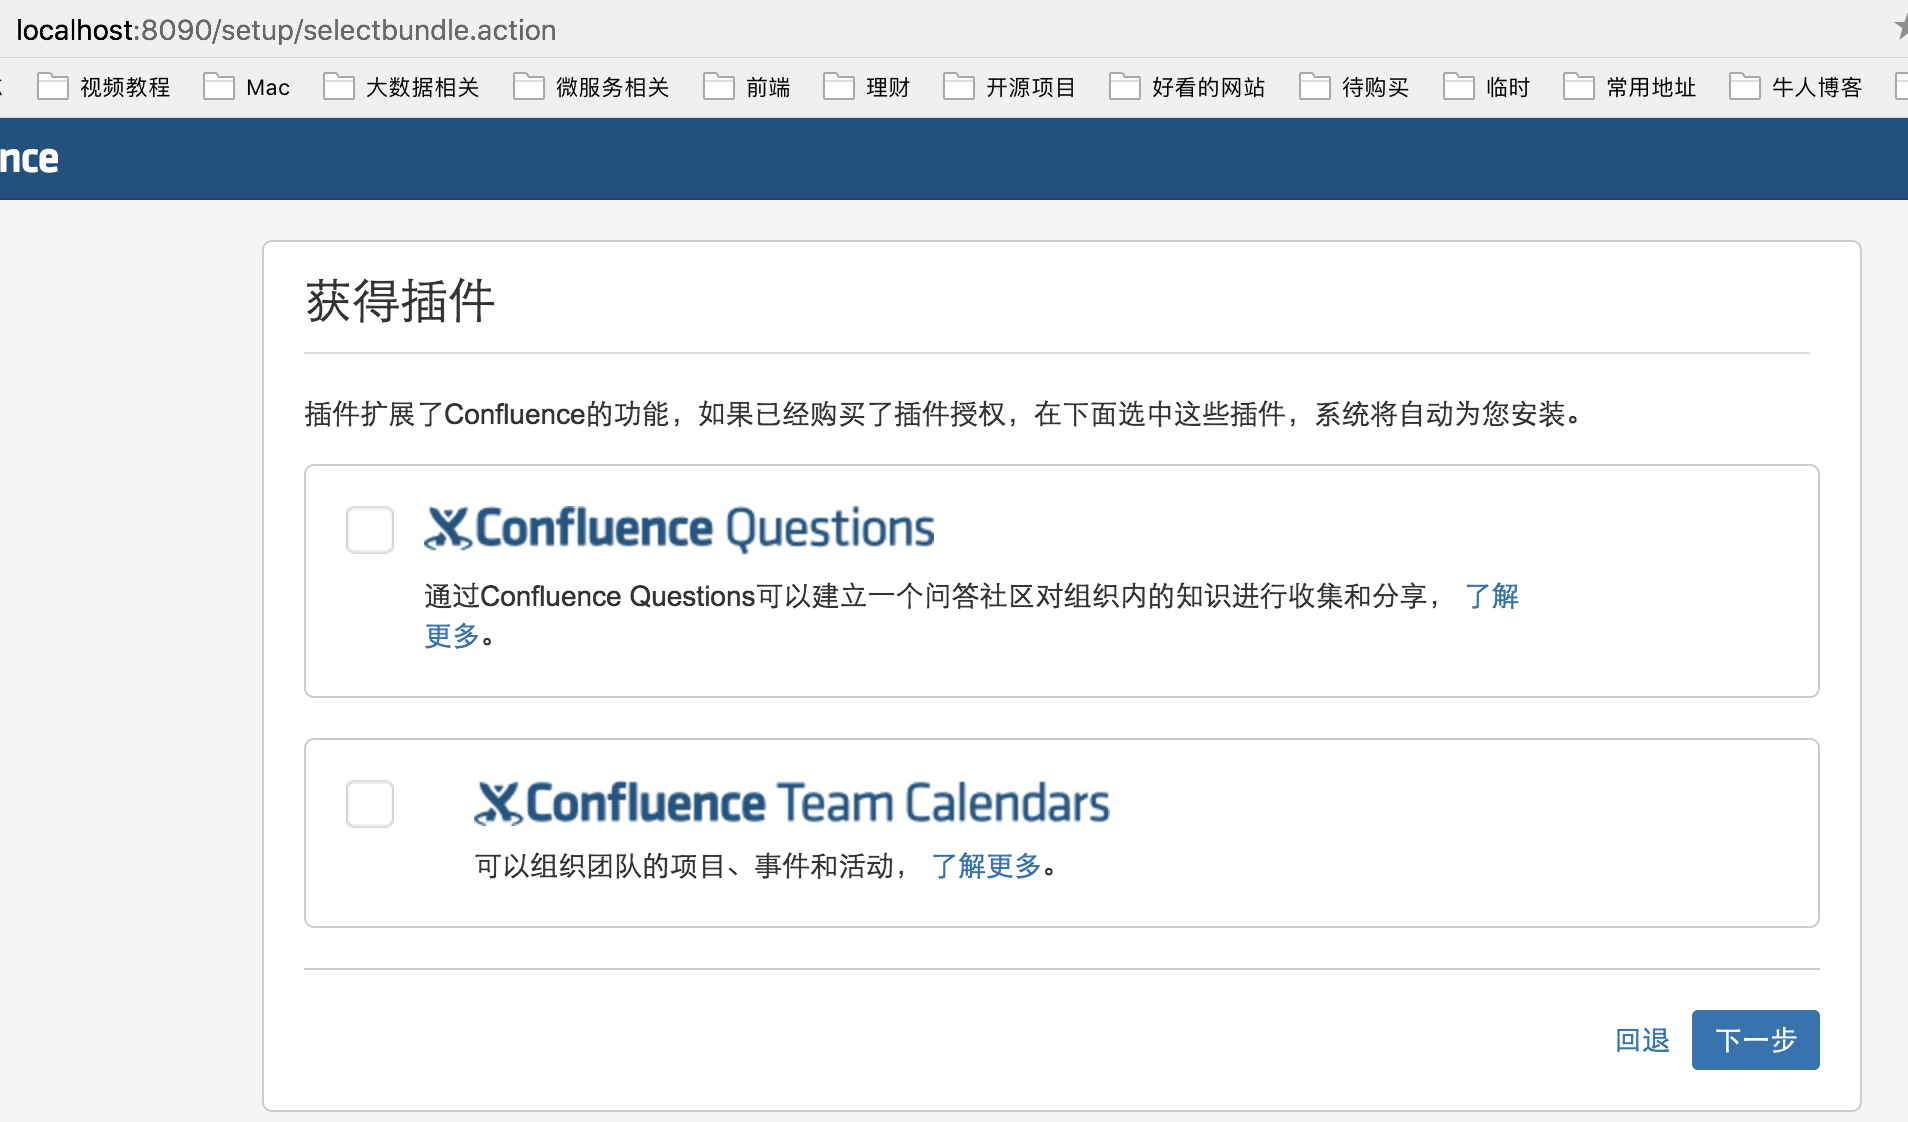 localhost:8090/setup/selectbundle.action
视频教程 Mac 大数据相关 微服务相关 前端 理财 开源项目 好看的网站 待购买 临时 常用地址 牛人博客
nce
获得插件
插件扩展了Confluence的功能，如果已经购买了插件授权，在下面选中这些插件，系统将自动为您安装。
Confluence Questions
通过Confluence Questions可以建立一个问答社区对组织内的知识进行收集和分享， 了解
更多。
Confluence Team Calendars
可以组织团队的项目、事件和活动， 了解更多。
回退 下一步